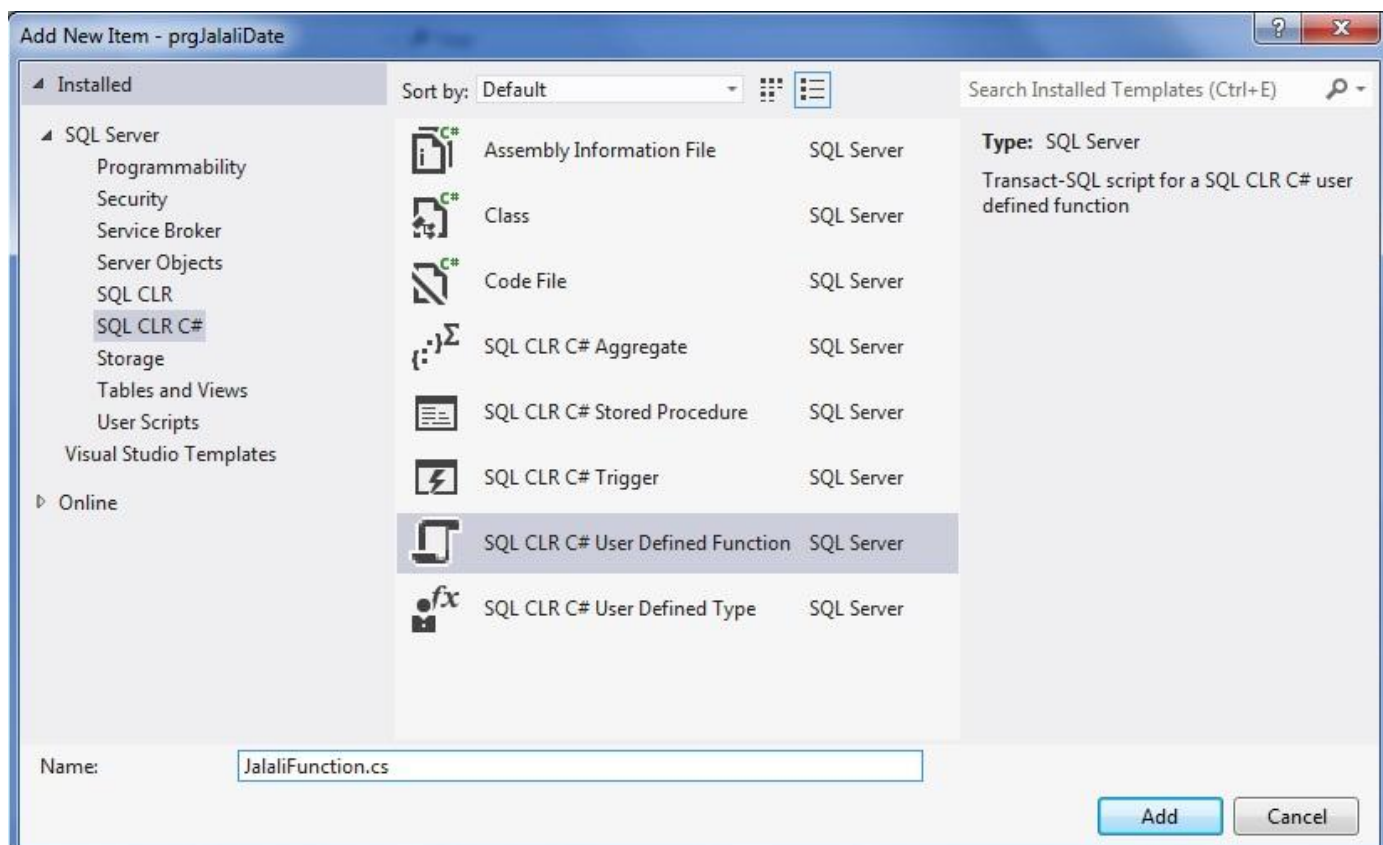 Add New Item - prgJalaliDate
Installed
Sort by: Default
Search Installed Templates (Ctrl+E)
SQL Server
Programmability
Security
Service Broker
Server Objects
SQL CLR
SQL CLR C#
Storage
Tables and Views
User Scripts
Visual Studio Templates
Online
Assembly Information File SQL Server
Class SQL Server
Code File SQL Server
SQL CLR C# Aggregate SQL Server
SQL CLR C# Stored Procedure SQL Server
SQL CLR C# Trigger SQL Server
SQL CLR C# User Defined Function SQL Server
SQL CLR C# User Defined Type SQL Server
Type: SQL Server
Transact-SQL script for a SQL CLR C# user
defined function
Name: JalaliFunction.cs
Add Cancel